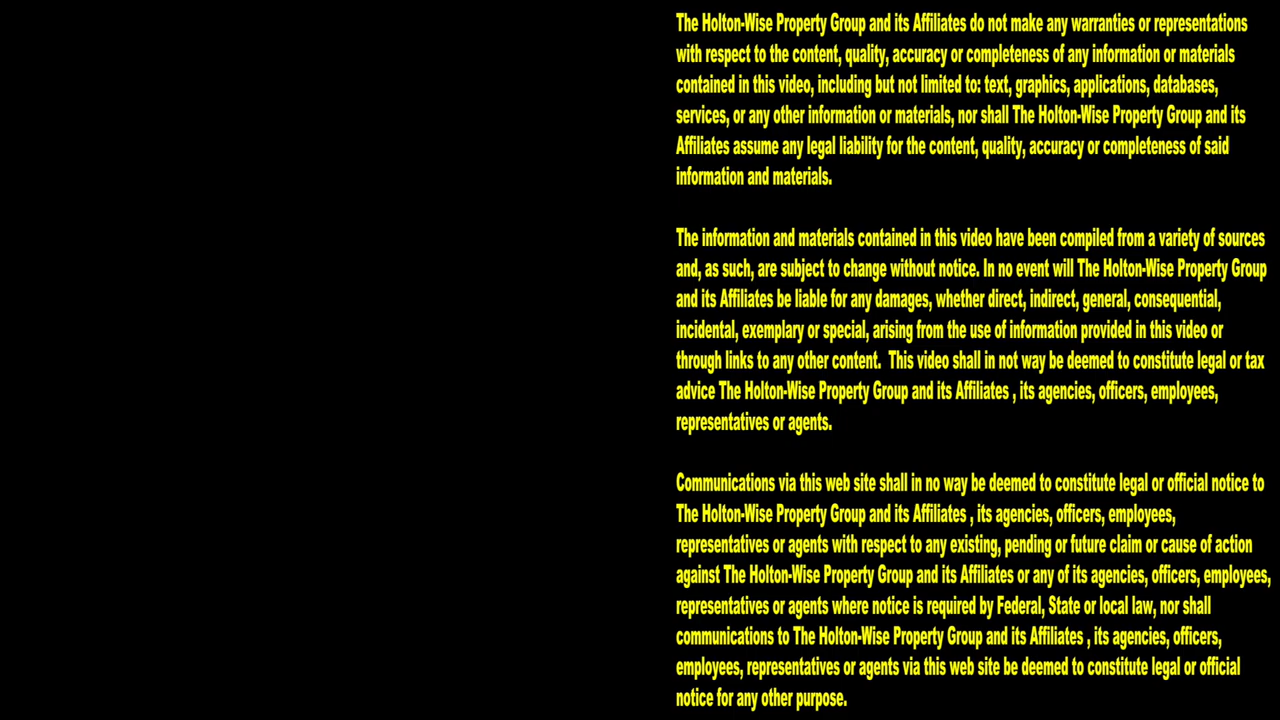 The Holton-Wise Property Group and its Affiliates do not make any warranties or representations
with respect to the content, quality, accuracy or completeness of any information or materials
contained in this video, including but not limited to: text, graphics, applications, databases,
services, or any other information or materials, nor shall The Holton-Wise Property Group and its
Affiliates assume any legal liability for the content, quality, accuracy or completeness of said
information and materials.
The information and materials contained in this video have been compiled from a variety of sources
and, as such, are subject to change without notice. In no event will The Holton-Wise Property Group
and its Affiliates be liable for any damages, whether direct, indirect, general, consequential,
incidental, exemplary or special, arising from the use of information provided in this video or
through links to any other content.  This video shall in not way be deemed to constitute legal or tax
advice The Holton-Wise Property Group and its Affiliates , its agencies, officers, employees,
representatives or agents.
Communications via this web site shall in no way be deemed to constitute legal or official notice to
The Holton-Wise Property Group and its Affiliates , its agencies, officers, employees,
representatives or agents with respect to any existing, pending or future claim or cause of action
against The Holton-Wise Property Group and its Affiliates or any of its agencies, officers, employees,
representatives or agents where notice is required by Federal, State or local law, nor shall
communications to The Holton-Wise Property Group and its Affiliates , its agencies, officers,
employees, representatives or agents via this web site be deemed to constitute legal or official
notice for any other purpose.